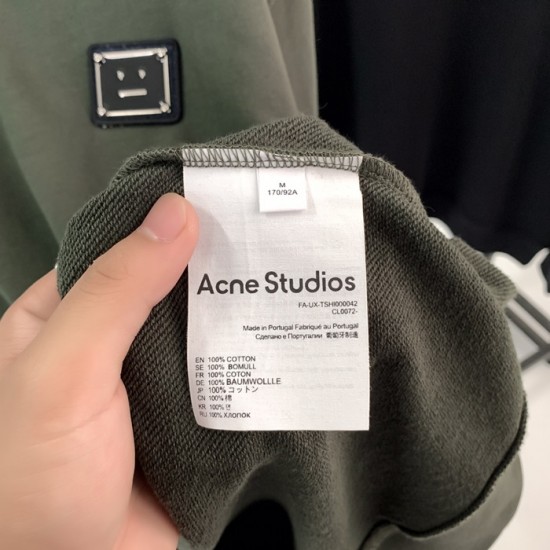 M
170/92A
Acne Studios
FA-UX-TSHI000042
CL0072-
Made in Portugal Fabriqué au Portugal
Сделано в Португалии 葡萄牙制造
EN 100% COTTON
SE 100% BOMULL
FR 100% COTON
DE 100% BAUMWOLLLE
JP 100% コットン
CN 100% 棉
KR 100%
RU 100% ХЛОПОК